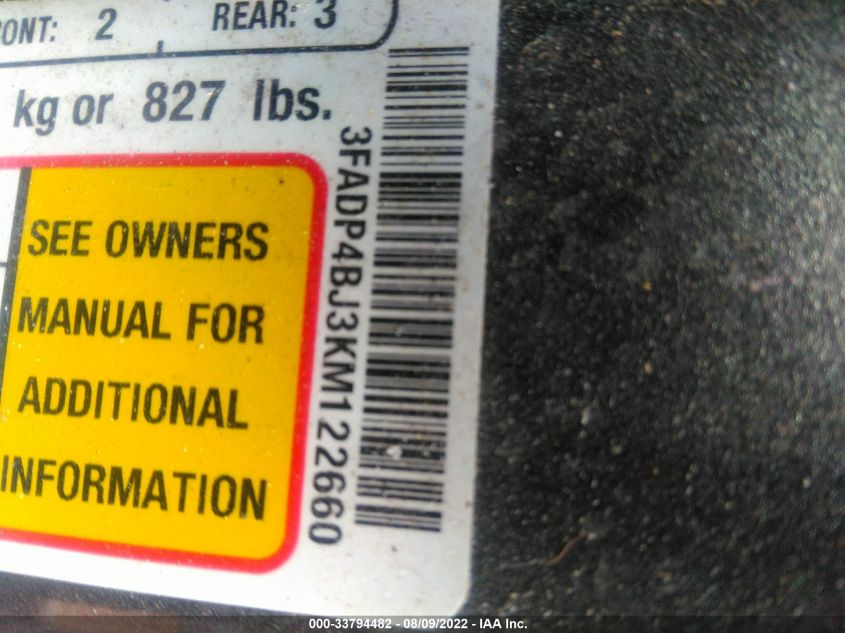 RONT: 2 REAR: 3
kg or 827 lbs.
3FADP4BJ3KM122660
SEE OWNERS
MANUAL FOR
ADDITIONAL
INFORMATION
000-33794482 - 08/09/2022 - IAA Inc.